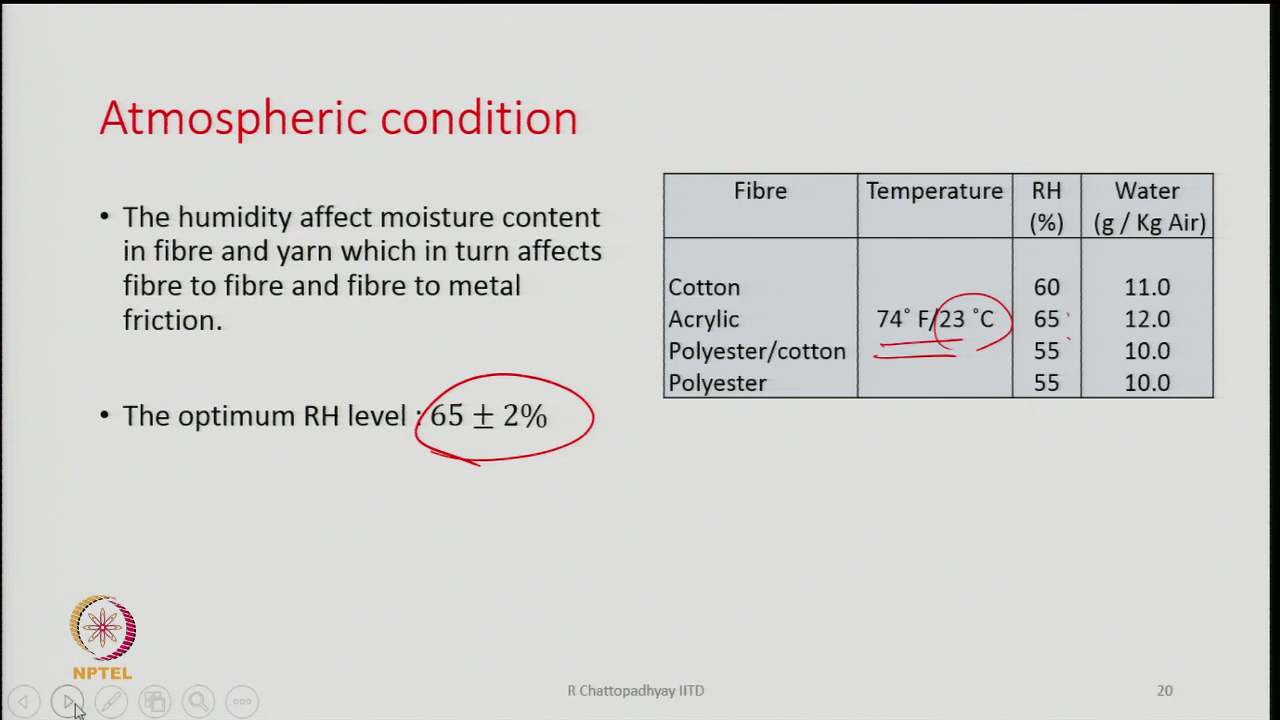 Atmospheric condition
• The humidity affect moisture content
in fibre and yarn which in turn affects
fibre to fibre and fibre to metal
friction.
• The optimum RH level : 65 ± 2%
Fibre Temperature RH (%) Water (g / Kg Air)
Cotton 60 11.0
Acrylic 74° F/23 °C 65 12.0
Polyester/cotton 55 10.0
Polyester 55 10.0
NPTEL
R Chattopadhyay IITD
20